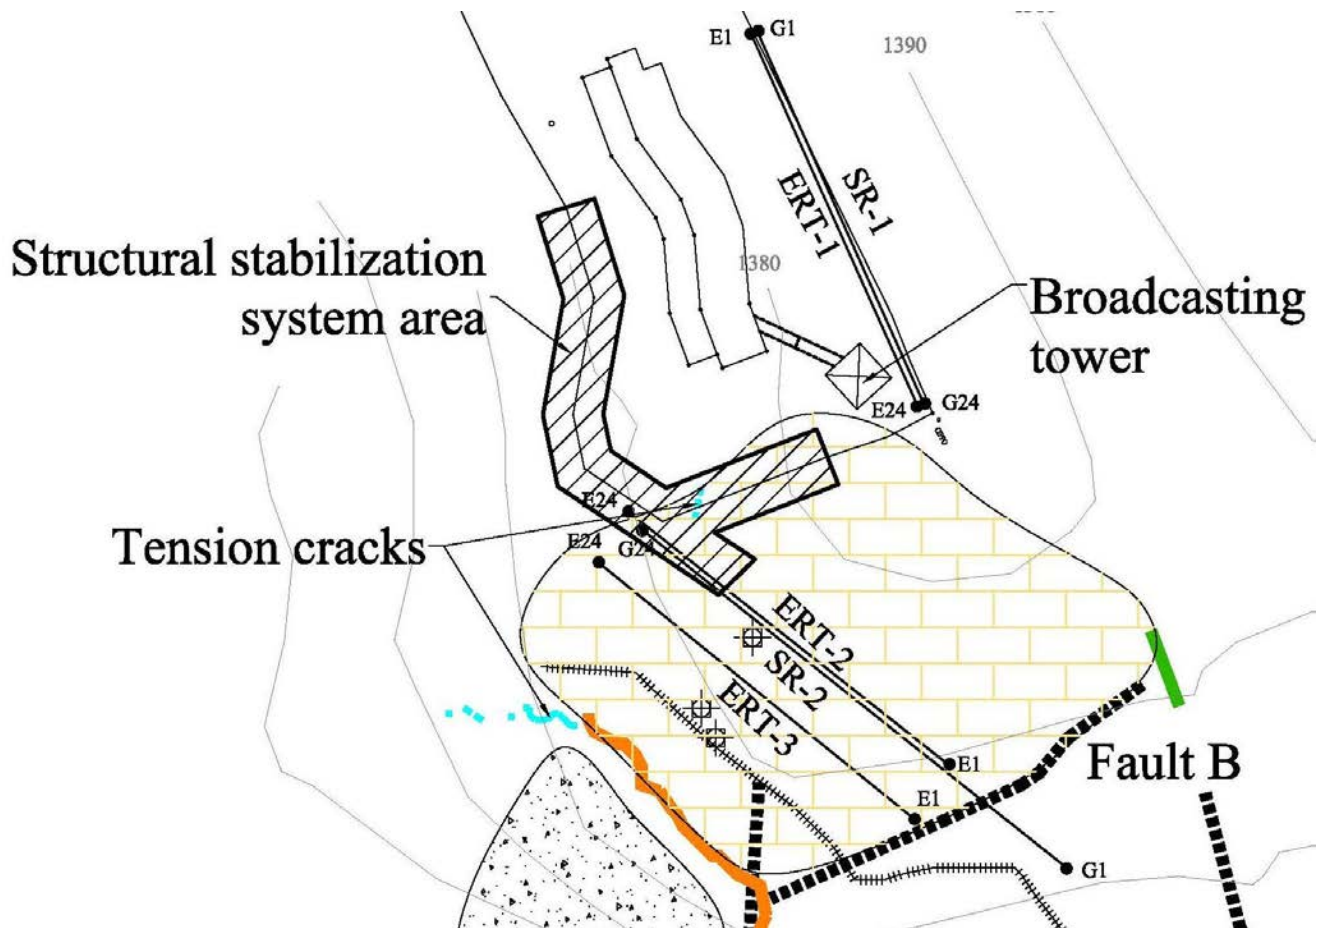 E1 G1
1390
SR-1
ERT-1
1380
Structural stabilization
system area
Broadcasting
tower
E24 G24
E24
G24
E24
Tension cracks
ERT-2
SR-2
ERT-3
E1
Fault B
E1
G1